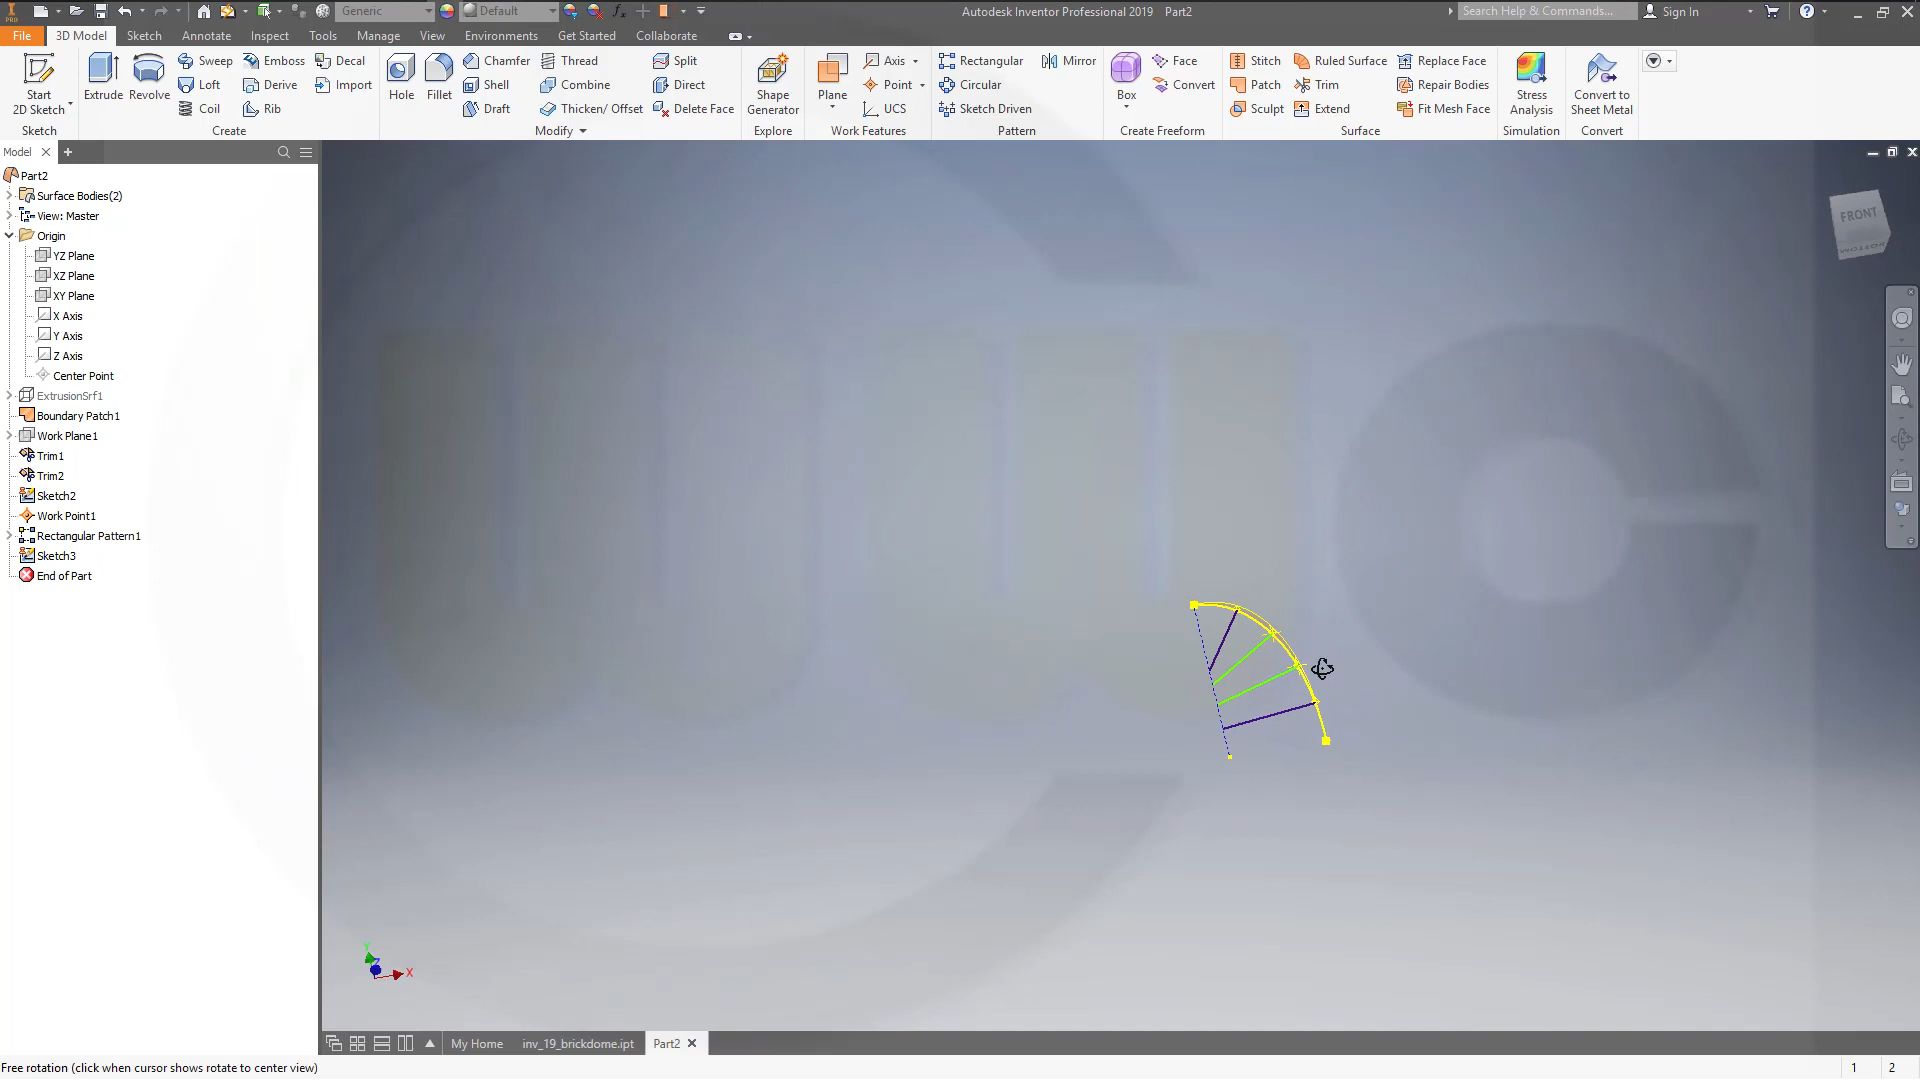 Generic
Default
Autodesk Inventor Professional 2019 Part2
Search Help & Commands...
Sign In
PRO
File
3D Model
Sketch
Annotate
Inspect
Tools
Manage
View
Environments
Get Started
Collaborate
Start
2D Sketch
Sketch
Extrude
Revolve
Sweep
Emboss
Decal
Loft
Derive
Import
Coil
Rib
Create
Hole
Fillet
Chamfer
Thread
Split
Shell
Combine
Direct
Draft
Thicken/ Offset
Delete Face
Modify
Shape
Generator
Explore
Plane
Axis
Point
UCS
Work Features
Rectangular
Mirror
Circular
Sketch Driven
Pattern
Box
Face
Convert
Create Freeform
Stitch
Ruled Surface
Replace Face
Patch
Trim
Repair Bodies
Sculpt
Extend
Fit Mesh Face
Surface
Stress
Analysis
Simulation
Convert to
Sheet Metal
Convert
Model
Part2
Surface Bodies(2)
View: Master
Origin
YZ Plane
XZ Plane
XY Plane
X Axis
Y Axis
Z Axis
Center Point
ExtrusionSrf1
Boundary Patch1
Work Plane1
Trim1
Trim2
Sketch2
Work Point1
Rectangular Pattern1
Sketch3
End of Part
FRONT
BOTTOM
Y
Z
X
My Home
inv_19_brickdome.ipt
Part2
Free rotation (click when cursor shows rotate to center view)
1
2